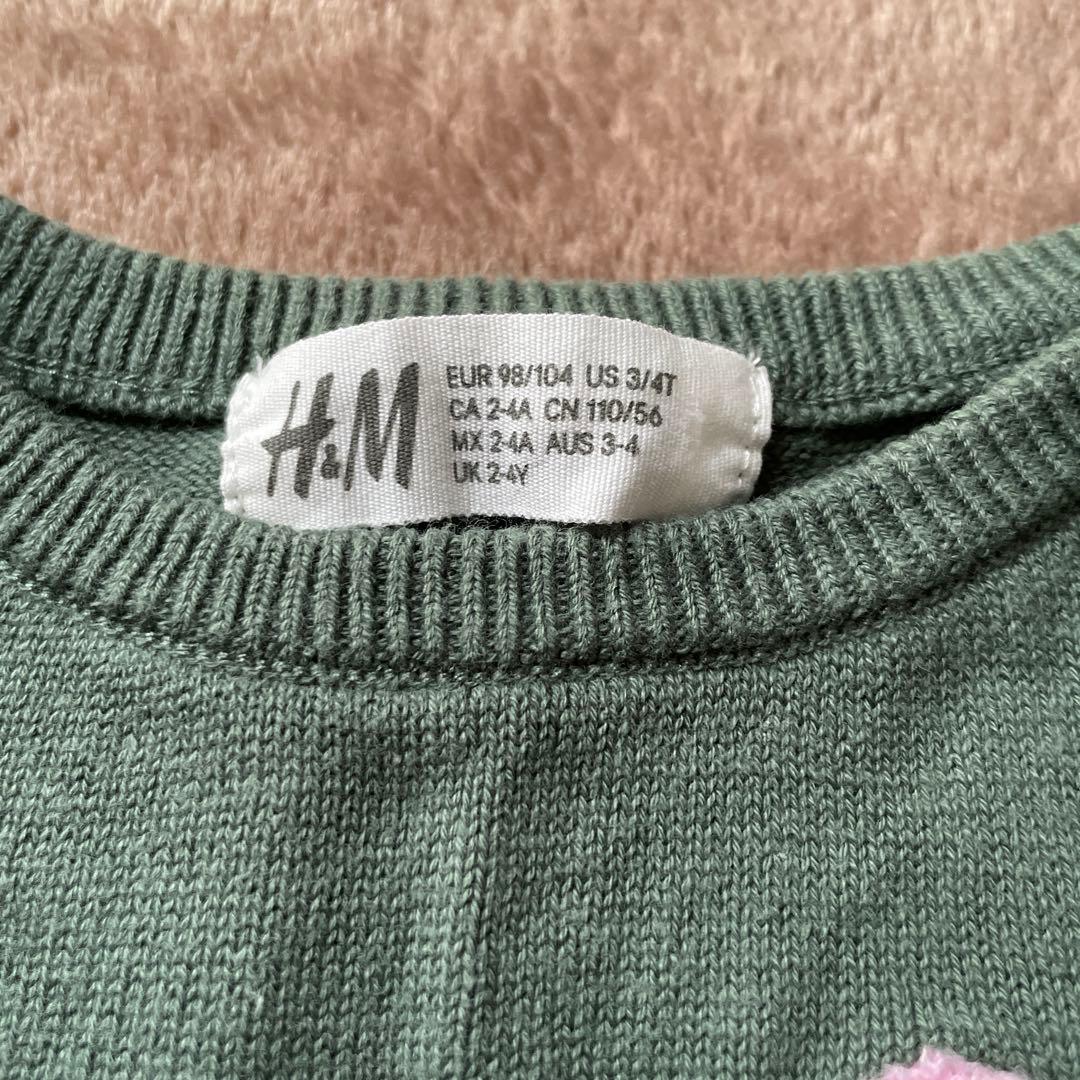 H&M
EUR 98/104 US 3/4T
CA 2-4A CN 110/56
MX 2-4A AUS 3-4
UK 2-4Y